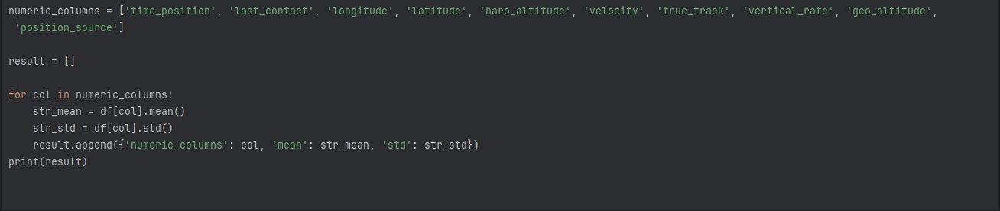 numeric_columns = ['time_position', 'last_contact', 'longitude', 'latitude', 'baro_altitude', 'velocity', 'true_track', 'vertical_rate', 'geo_altitude',
 'position_source']
result = []
for col in numeric_columns:
    str_mean = df[col].mean()
    str_std = df[col].std()
    result.append({'numeric_columns': col, 'mean': str_mean, 'std': str_std})
print(result)